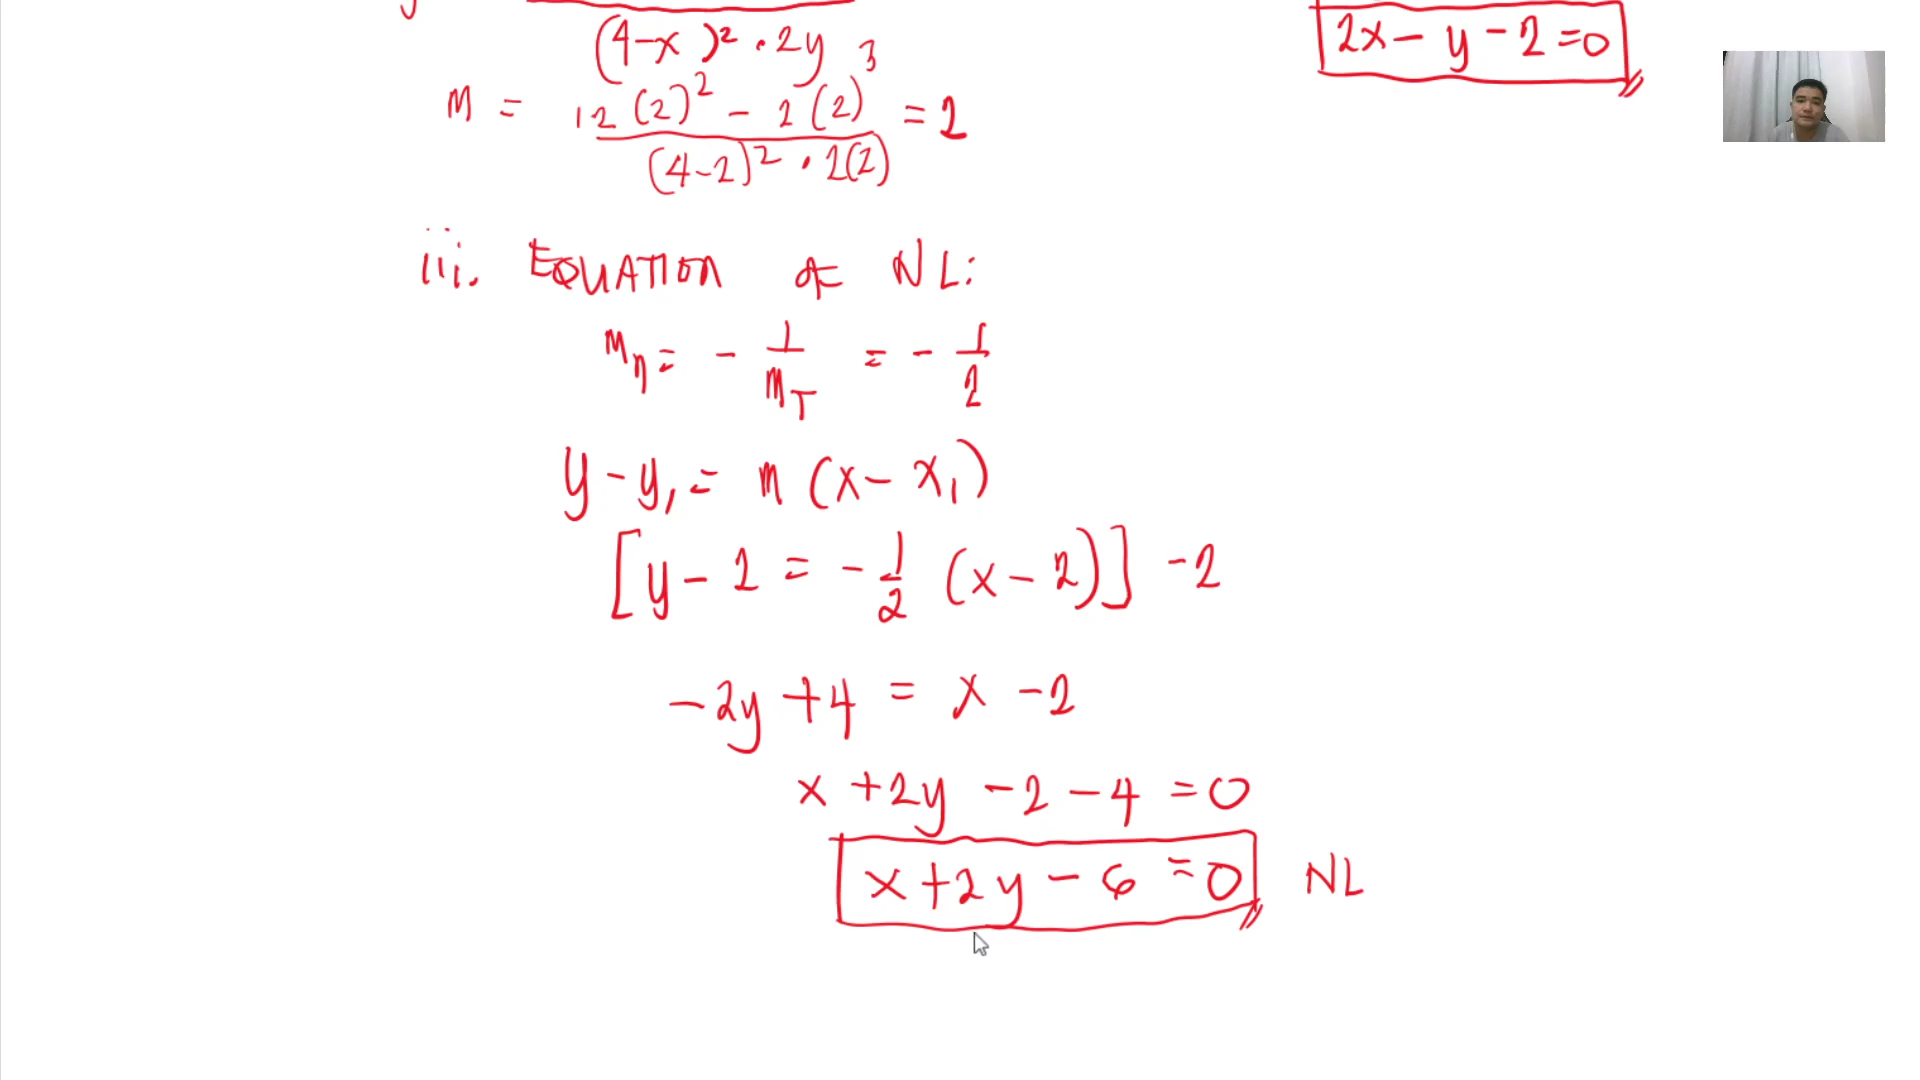 (4-x)² · 2y
2x - y - 2 = 0
m = 12(2)² - 2(2)³ = 2
(4-2)² · 2(2)
iii. EQUATION OF NL:
m_n = - 1/m_T = - 1/2
y - y₁ = m (x - x₁)
[y - 2 = - 1/2 (x - 2)] -2
-2y + 4 = x - 2
x + 2y - 2 - 4 = 0
x + 2y - 6 = 0 NL